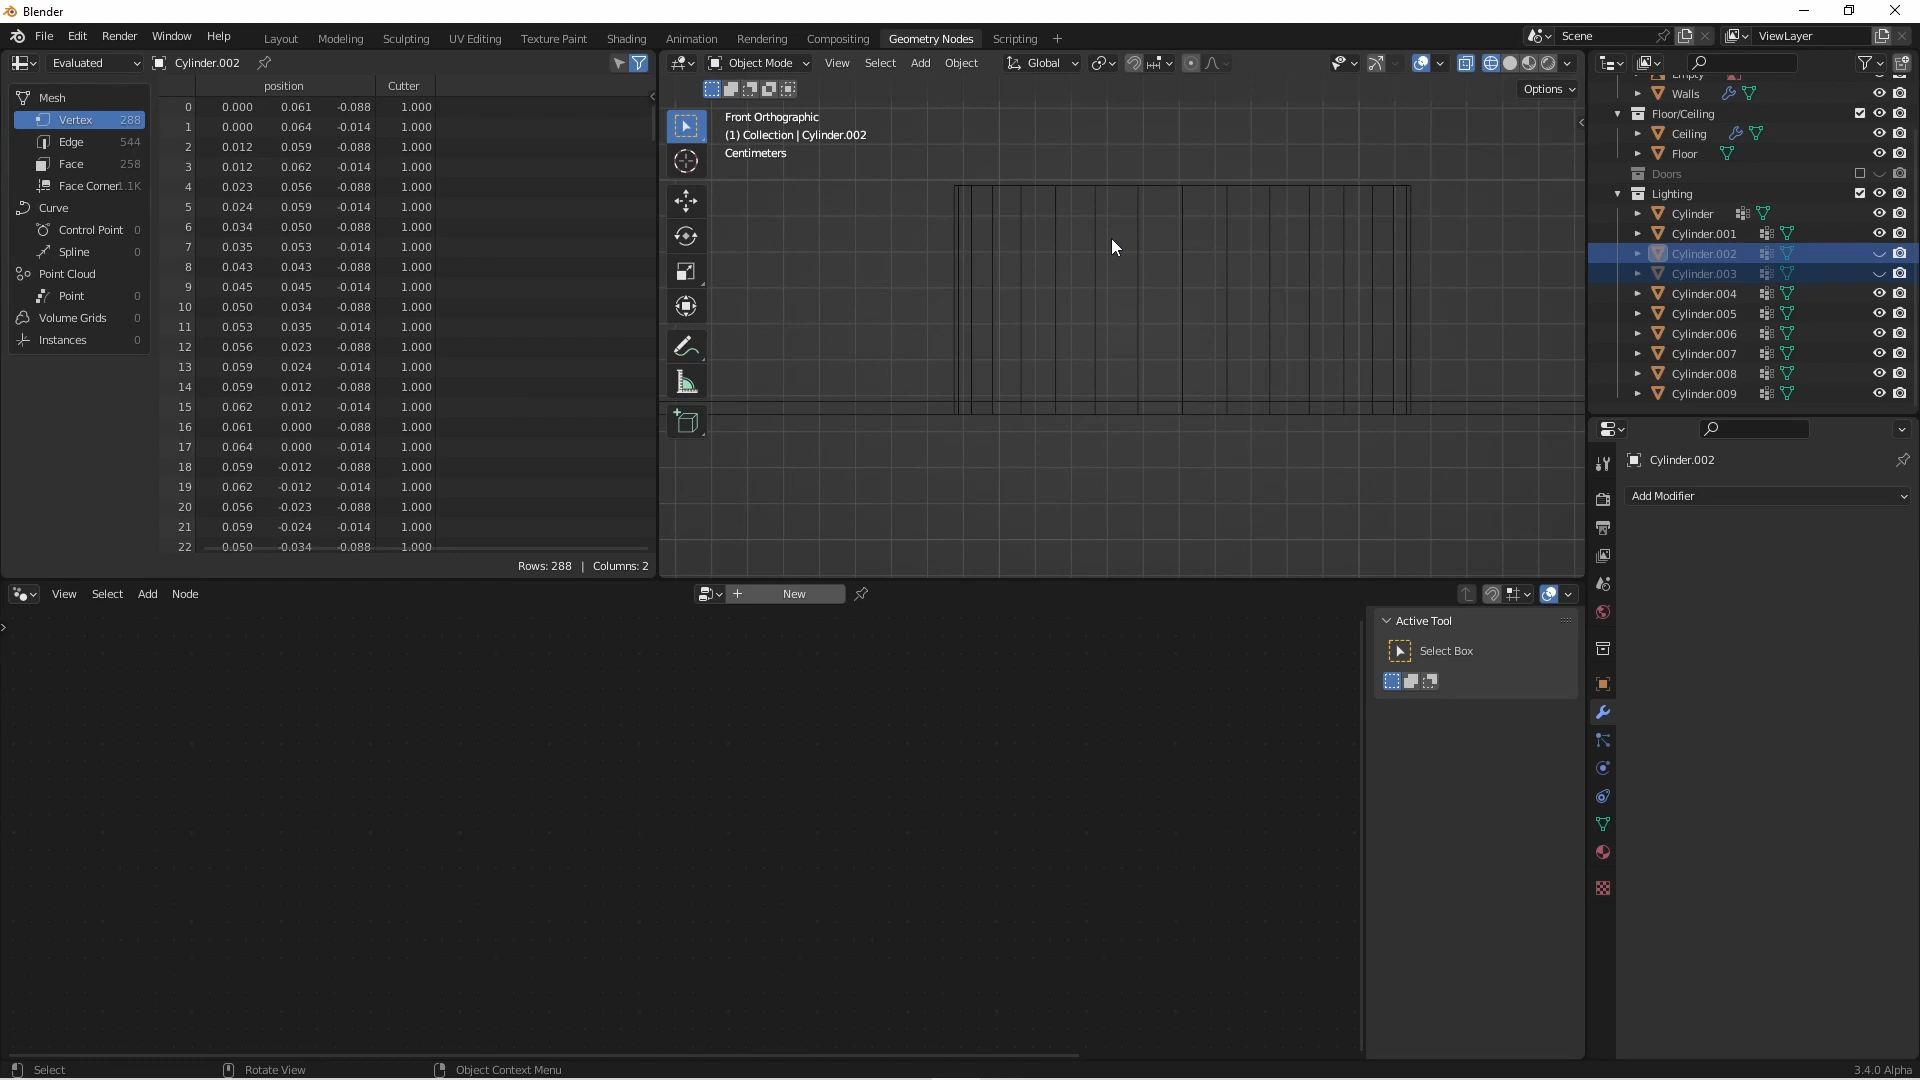 Blender
File Edit Render Window Help
Layout Modeling Sculpting UV Editing Texture Paint Shading Animation Rendering Compositing Geometry Nodes Scripting
Scene
ViewLayer
Evaluated Cylinder.002
position Cutter
Mesh
Vertex 288
Edge 544
Face 258
Face Corner 1.1K
Curve
Control Point 0
Spline 0
Point Cloud
Point 0
Volume Grids 0
Instances 0
0 0.000 0.061 -0.088 1.000
1 0.000 0.064 -0.014 1.000
2 0.012 0.059 -0.088 1.000
3 0.012 0.062 -0.014 1.000
4 0.023 0.056 -0.088 1.000
5 0.024 0.059 -0.014 1.000
6 0.034 0.050 -0.088 1.000
7 0.035 0.053 -0.014 1.000
8 0.043 0.043 -0.088 1.000
9 0.045 0.045 -0.014 1.000
10 0.050 0.034 -0.088 1.000
11 0.053 0.035 -0.014 1.000
12 0.056 0.023 -0.088 1.000
13 0.059 0.024 -0.014 1.000
14 0.059 0.012 -0.088 1.000
15 0.062 0.012 -0.014 1.000
16 0.061 0.000 -0.088 1.000
17 0.064 0.000 -0.014 1.000
18 0.059 -0.012 -0.088 1.000
19 0.062 -0.012 -0.014 1.000
20 0.056 -0.023 -0.088 1.000
21 0.059 -0.024 -0.014 1.000
22 0.050 -0.034 -0.088 1.000
Rows: 288 | Columns: 2
Object Mode View Select Add Object Global
Options
Front Orthographic
(1) Collection | Cylinder.002
Centimeters
Empty
Walls
Floor/Ceiling
Ceiling
Floor
Doors
Lighting
Cylinder
Cylinder.001
Cylinder.002
Cylinder.003
Cylinder.004
Cylinder.005
Cylinder.006
Cylinder.007
Cylinder.008
Cylinder.009
Cylinder.002
Add Modifier
View Select Add Node
New
Active Tool
Select Box
Select
Rotate View
Object Context Menu
3.4.0 Alpha